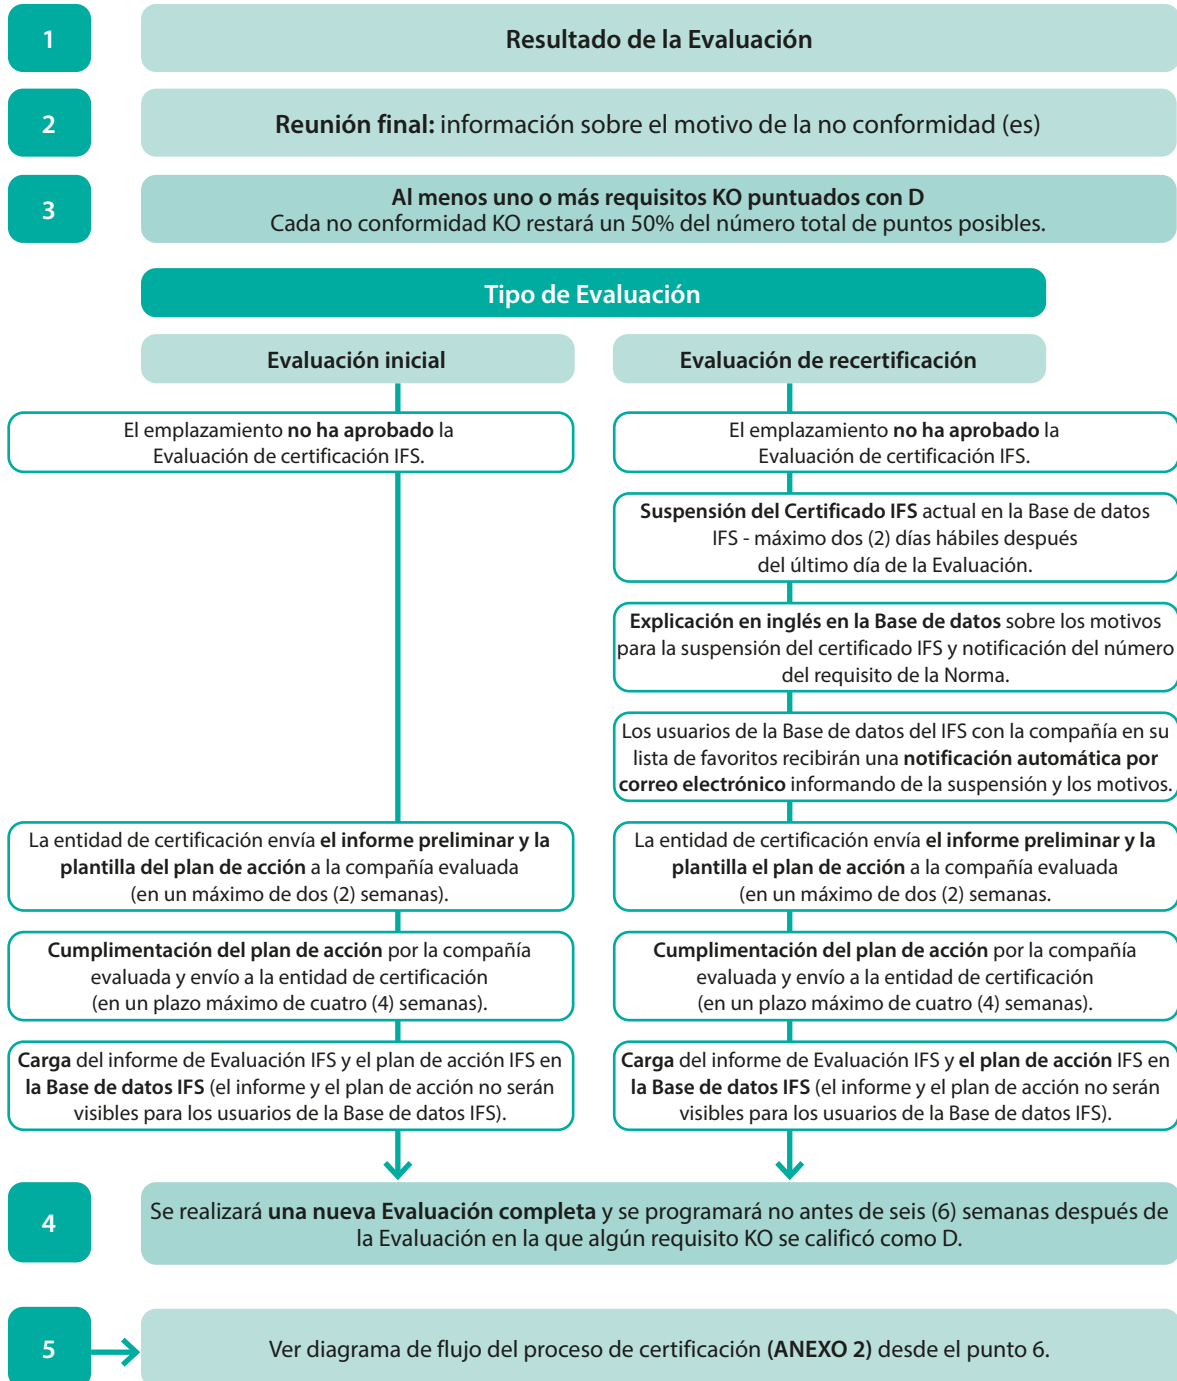 1
Resultado de la Evaluación
2
Reunión final: información sobre el motivo de la no conformidad (es)
3
Al menos uno o más requisitos KO puntuados con D
Cada no conformidad KO restará un 50% del número total de puntos posibles.
Tipo de Evaluación
Evaluación inicial
Evaluación de recertificación
El emplazamiento no ha aprobado la
Evaluación de certificación IFS.
El emplazamiento no ha aprobado la
Evaluación de certificación IFS.
Suspensión del Certificado IFS actual en la Base de datos
IFS - máximo dos (2) días hábiles después
del último día de la Evaluación.
Explicación en inglés en la Base de datos sobre los motivos
para la suspensión del certificado IFS y notificación del número
del requisito de la Norma.
Los usuarios de la Base de datos del IFS con la compañía en su
lista de favoritos recibirán una notificación automática por
correo electrónico informando de la suspensión y los motivos.
La entidad de certificación envía el informe preliminar y la
plantilla del plan de acción a la compañía evaluada
(en un máximo de dos (2) semanas).
La entidad de certificación envía el informe preliminar y la
plantilla el plan de acción a la compañía evaluada
(en un máximo de dos (2) semanas.
Cumplimentación del plan de acción por la compañía
evaluada y envío a la entidad de certificación
(en un plazo máximo de cuatro (4) semanas).
Cumplimentación del plan de acción por la compañía
evaluada y envío a la entidad de certificación
(en un plazo máximo de cuatro (4) semanas).
Carga del informe de Evaluación IFS y el plan de acción IFS en
la Base de datos IFS (el informe y el plan de acción no serán
visibles para los usuarios de la Base de datos IFS).
Carga del informe de Evaluación IFS y el plan de acción IFS en
la Base de datos IFS (el informe y el plan de acción no serán
visibles para los usuarios de la Base de datos IFS).
4
Se realizará una nueva Evaluación completa y se programará no antes de seis (6) semanas después de
la Evaluación en la que algún requisito KO se calificó como D.
5
Ver diagrama de flujo del proceso de certificación (ANEXO 2) desde el punto 6.